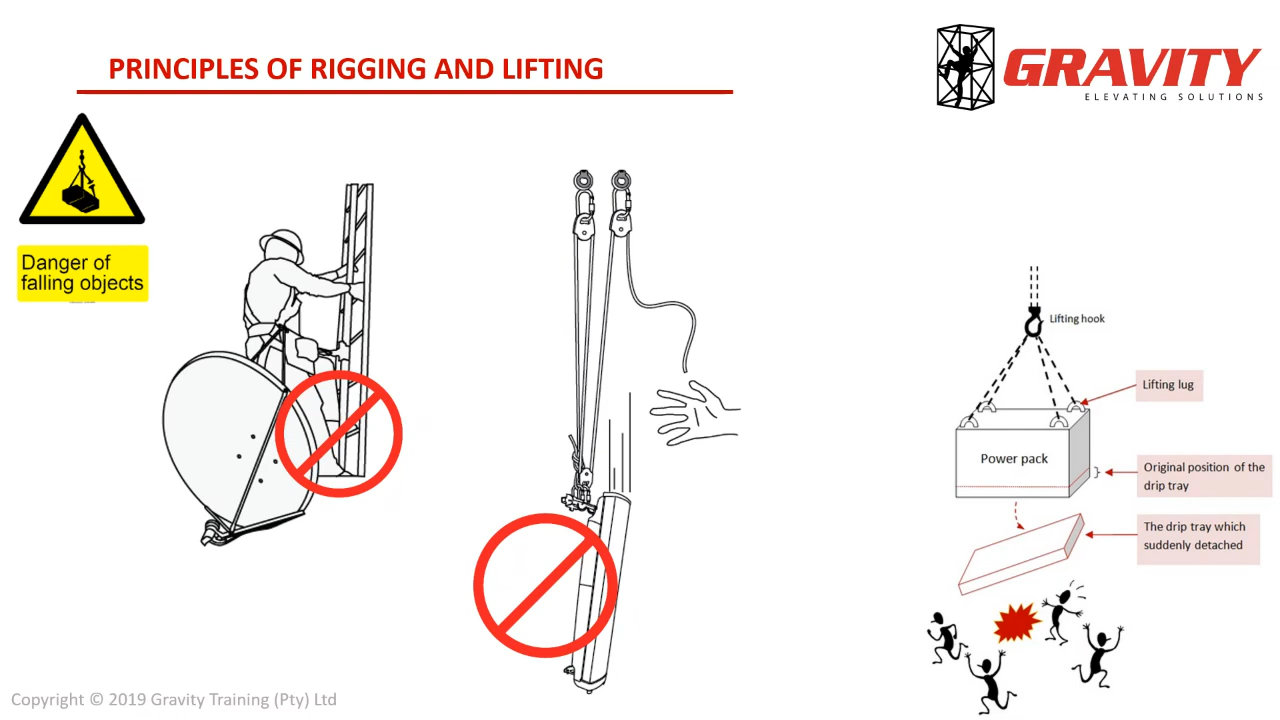 PRINCIPLES OF RIGGING AND LIFTING
GRAVITY
ELEVATING SOLUTIONS
Danger of
falling objects
Lifting hook
Lifting lug
Power pack
Original position of the
drip tray
The drip tray which
suddenly detached
Copyright © 2019 Gravity Training (Pty) Ltd